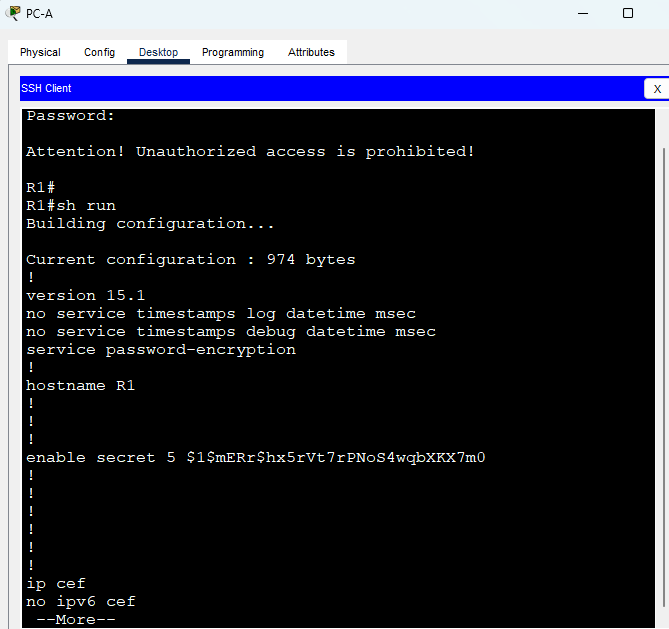 PC-A
Physical Config Desktop Programming Attributes
SSH Client
X
Password:
Attention! Unauthorized access is prohibited!
R1#
R1#sh run
Building configuration...
Current configuration : 974 bytes
!
version 15.1
no service timestamps log datetime msec
no service timestamps debug datetime msec
service password-encryption
!
hostname R1
!
!
!
enable secret 5 $1$mERr$hx5rVt7rPNoS4wqbXKX7m0
!
!
!
!
!
!
ip cef
no ipv6 cef
--More--